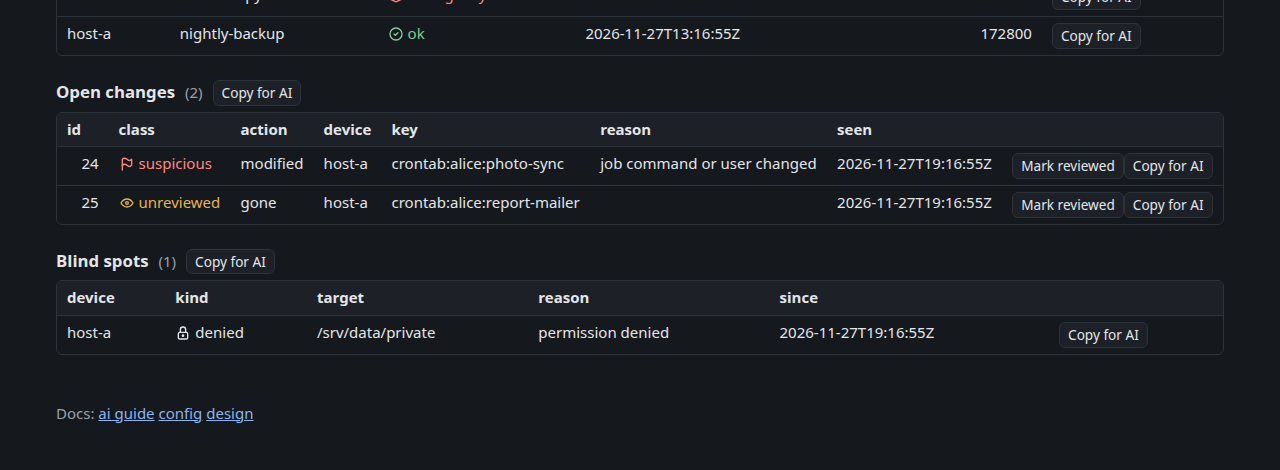 Copy for AI
host-a nightly-backup ok 2026-11-27T13:16:55Z 172800 Copy for AI
Open changes (2) Copy for AI
id class action device key reason seen
24 suspicious modified host-a crontab:alice:photo-sync job command or user changed 2026-11-27T19:16:55Z Mark reviewed Copy for AI
25 unreviewed gone host-a crontab:alice:report-mailer 2026-11-27T19:16:55Z Mark reviewed Copy for AI
Blind spots (1) Copy for AI
device kind target reason since
host-a denied /srv/data/private permission denied 2026-11-27T19:16:55Z Copy for AI
Docs: ai guide config design